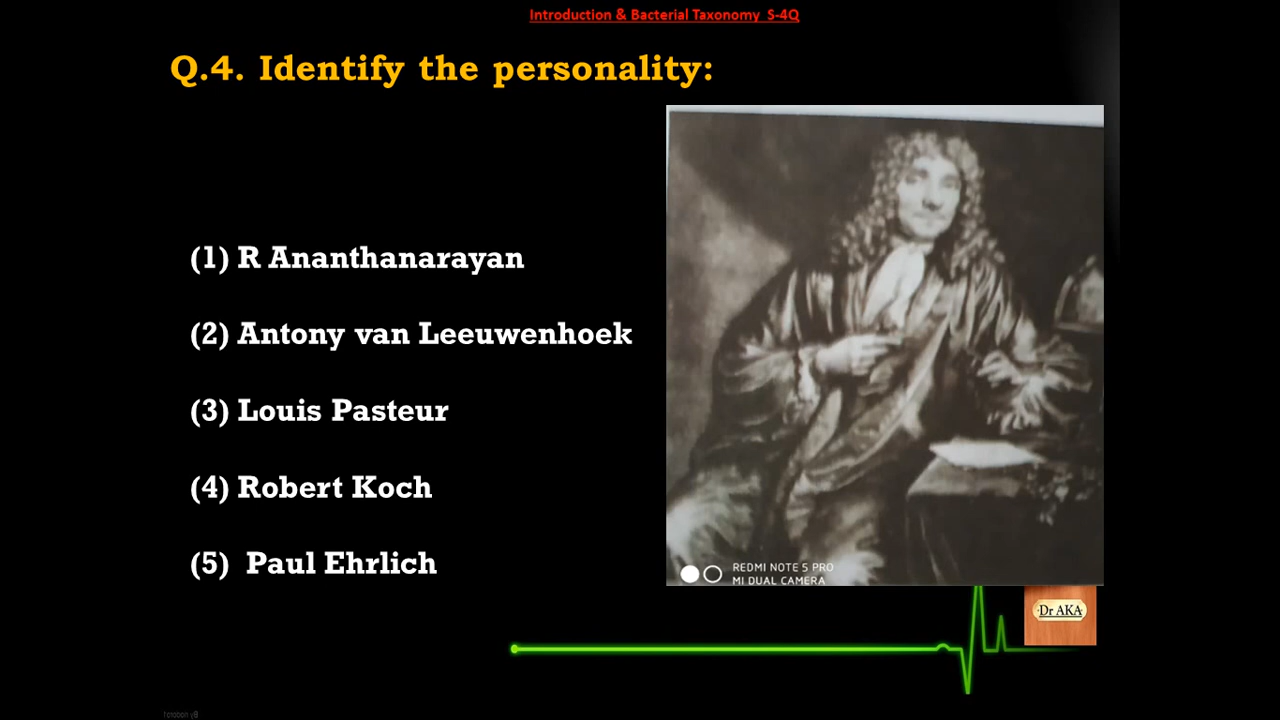 Introduction & Bacterial Taxonomy S-4Q
Q.4. Identify the personality:
(1) R Ananthanarayan
(2) Antony van Leeuwenhoek
(3) Louis Pasteur
(4) Robert Koch
(5) Paul Ehrlich
REDMI NOTE 5 PRO
MI DUAL CAMERA
Dr AKA